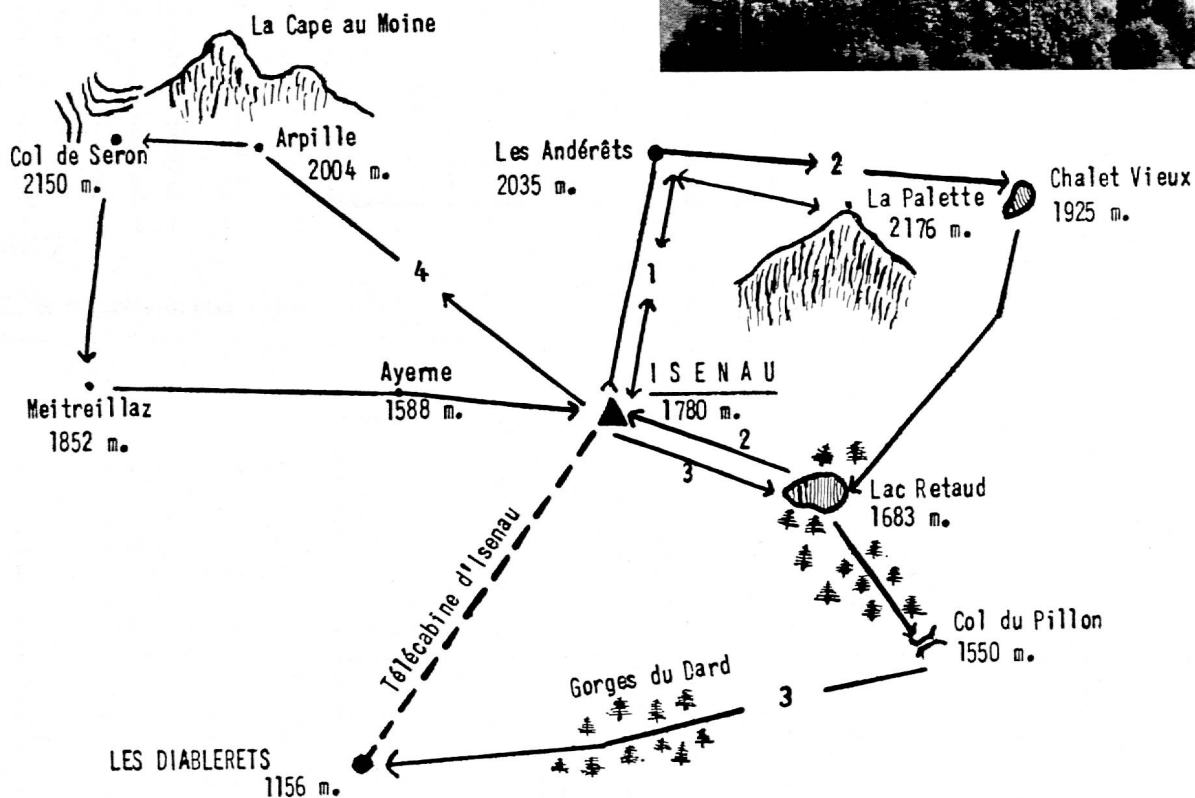 La Cape au Moine
Col de Seron
2150 m.
Arpille
2004 m.
Les Andérêts
2035 m.
2
Chalet Vieux
1925 m.
La Palette
2176 m.
1
4
ISENAU
1780 m.
Ayerne
1588 m.
Meitreillaz
1852 m.
2
3
Lac Retaud
1683 m.
Télécabine d'Isenau
Col du Pillon
1550 m.
Gorges du Dard
3
LES DIABLERETS
1156 m.